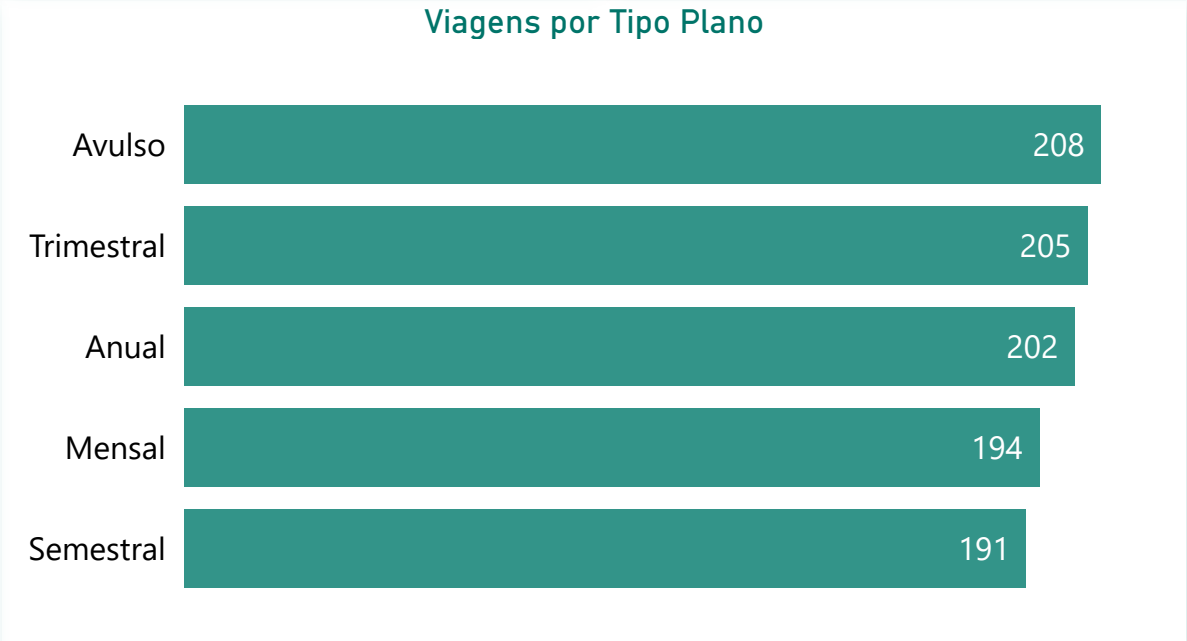 Viagens por Tipo Plano
Avulso 208
Trimestral 205
Anual 202
Mensal 194
Semestral 191